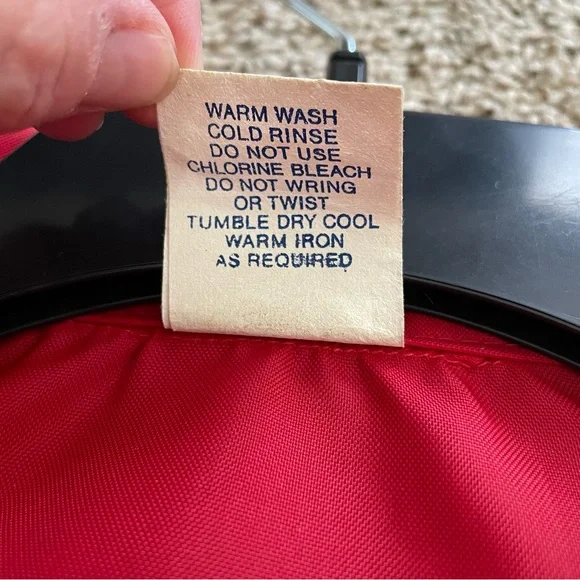 WARM WASH
COLD RINSE
DO NOT USE
CHLORINE BLEACH
DO NOT WRING
OR TWIST
TUMBLE DRY COOL
WARM IRON
AS REQUIRED